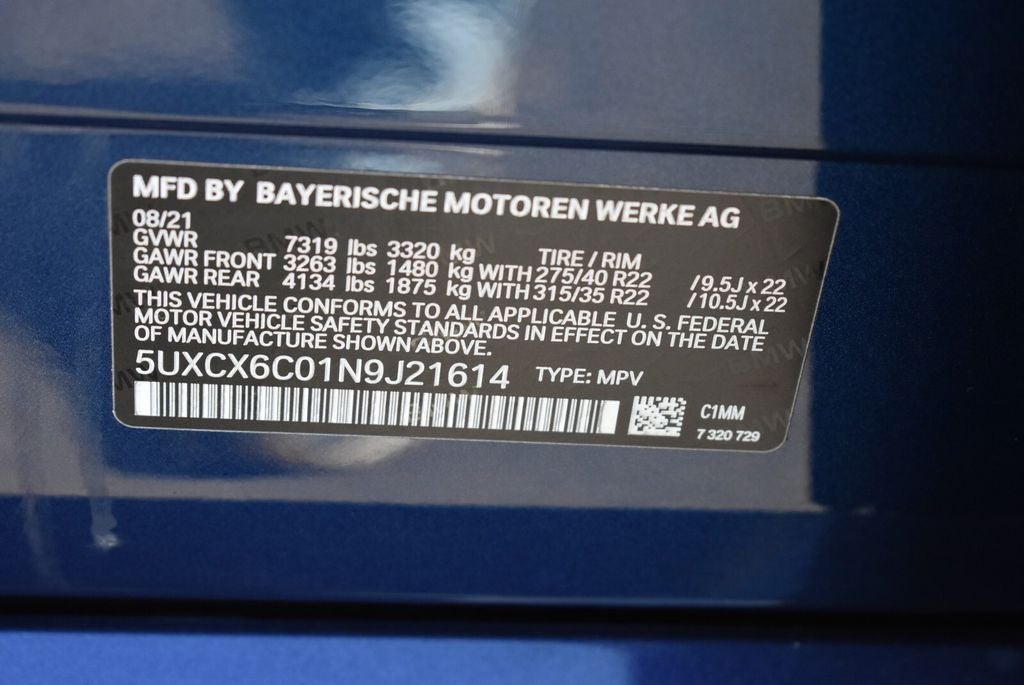 MFD BY BAYERISCHE MOTOREN WERKE AG
08/21
GVWR 7319 lbs 3320 kg TIRE / RIM
GAWR FRONT 3263 lbs 1480 kg WITH 275/40 R22 /9.5J x 22
GAWR REAR 4134 lbs 1875 kg WITH 315/35 R22 /10.5J x 22
THIS VEHICLE CONFORMS TO ALL APPLICABLE U. S. FEDERAL
MOTOR VEHICLE SAFETY STANDARDS IN EFFECT ON THE DATE
OF MANUFACTURE SHOWN ABOVE.
5UXCX6C01N9J21614 TYPE: MPV
C1MM
7 320 729